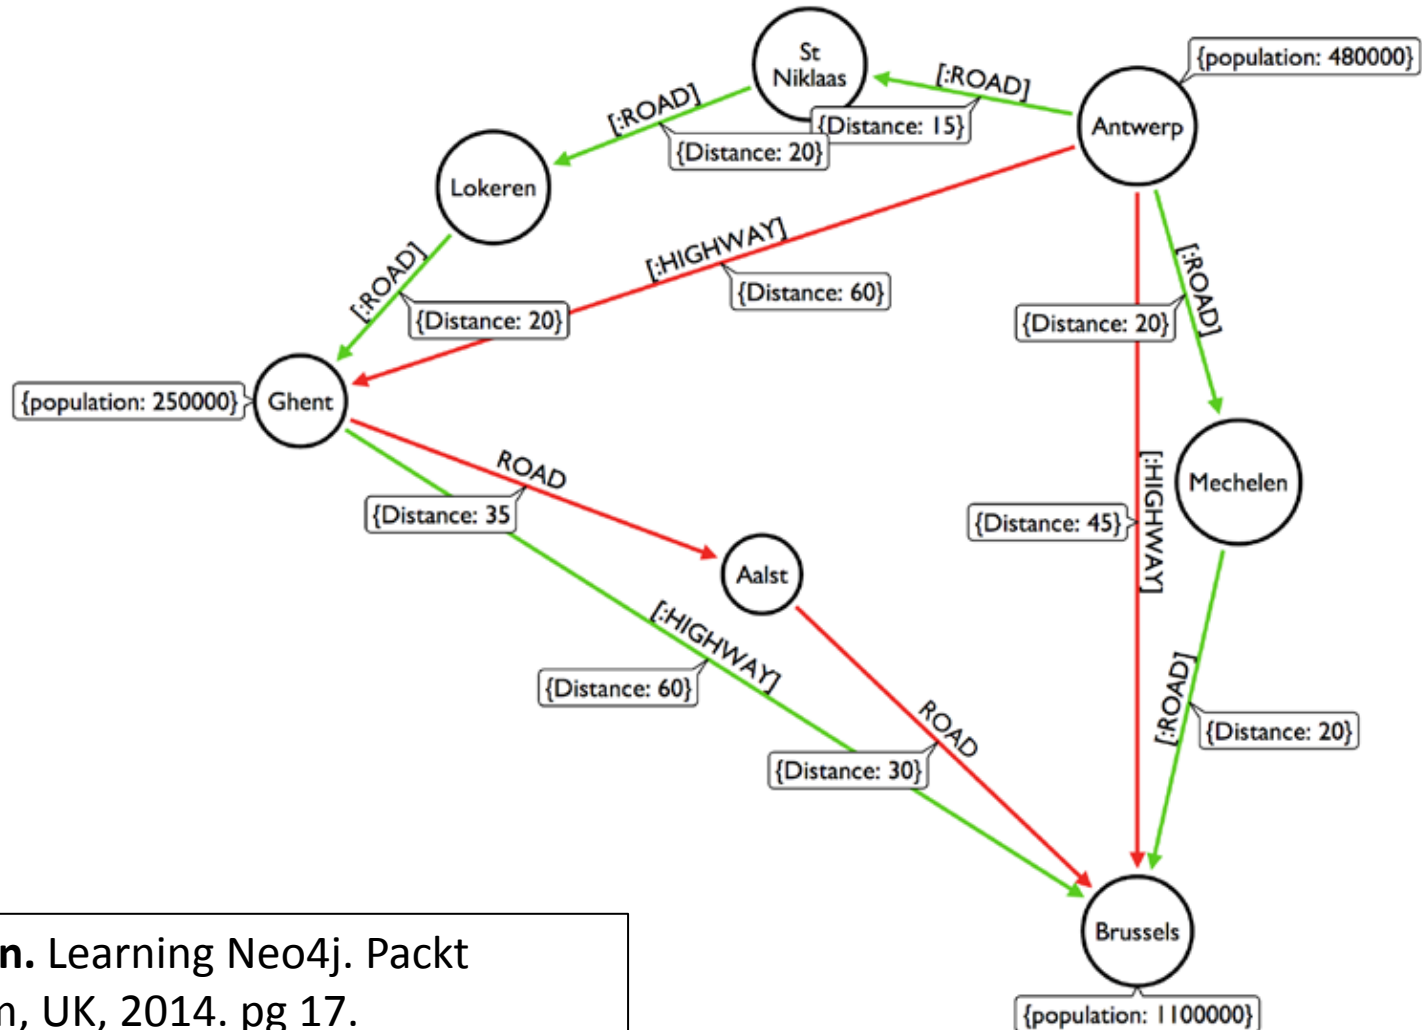 St
Niklaas
[:ROAD]
{population: 480000}
[:ROAD]
{Distance: 15}
Antwerp
{Distance: 20}
Lokeren
[:HIGHWAY]
[:ROAD]
[:ROAD]
{Distance: 60}
{Distance: 20}
{Distance: 20}
{population: 250000}
Ghent
ROAD
[:HIGHWAY]
Mechelen
{Distance: 35
{Distance: 45}
Aalst
[:HIGHWAY]
{Distance: 60}
[:ROAD]
ROAD
{Distance: 20}
{Distance: 30}
Brussels
{population: 1100000}
n. Learning Neo4j. Packt
, UK, 2014. pg 17.